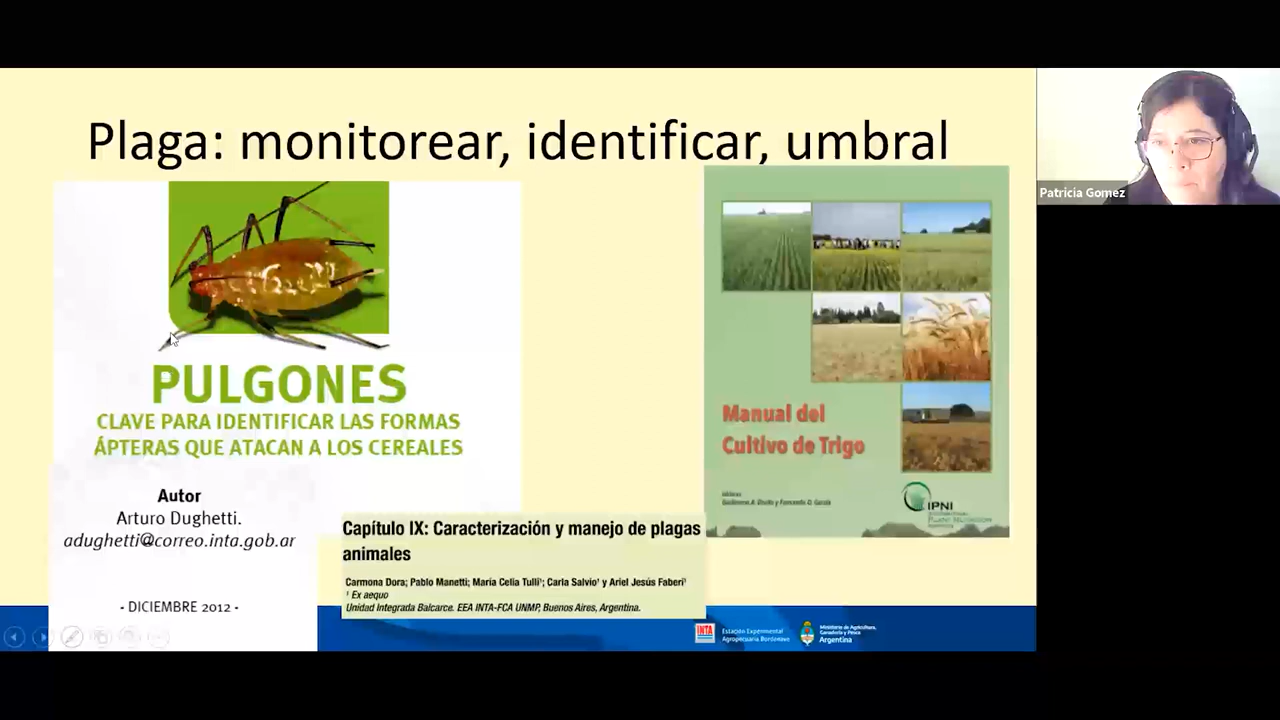 Plaga: monitorear, identificar, umbral
Patricia Gomez
PULGONES
CLAVE PARA IDENTIFICAR LAS FORMAS
ÁPTERAS QUE ATACAN A LOS CEREALES
Autor
Arturo Dughetti.
adughetti@correo.inta.gob.ar
- DICIEMBRE 2012 -
Manual del
Cultivo de Trigo
IPNI
Capítulo IX: Caracterización y manejo de plagas
animales
Carmona Dora; Pablo Manetti; María Celia Tulli¹; Carla Salvio¹ y Ariel Jesús Faberi¹
¹ Ex aequo
Unidad Integrada Balcarce. EEA INTA-FCA UNMP, Buenos Aires, Argentina.
INTA
Estación Experimental
Agropecuaria Bordenave
Ministerio de Agricultura,
Ganadería y Pesca
Argentina